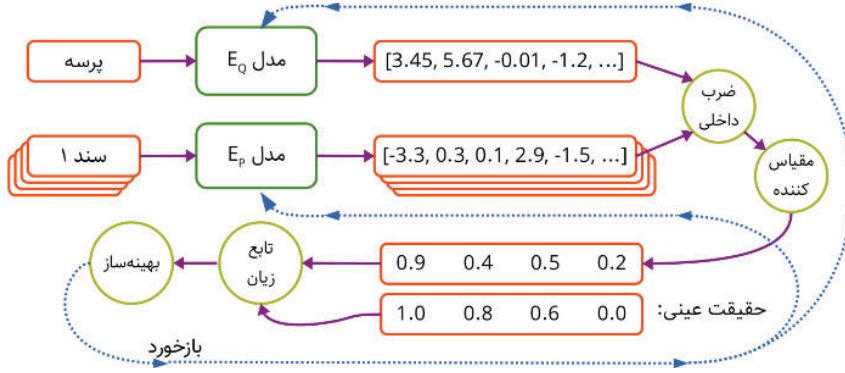 پرسه
مدل E_Q
[3.45, 5.67, -0.01, -1.2, ...]
ضرب
داخلی
سند ۱
مدل E_P
[-3.3, 0.3, 0.1, 2.9, -1.5, ...]
مقیاس
کننده
بهینه‌ساز
تابع
زیان
0.9 0.4 0.5 0.2
1.0 0.8 0.6 0.0
حقیقت عینی:
بازخورد